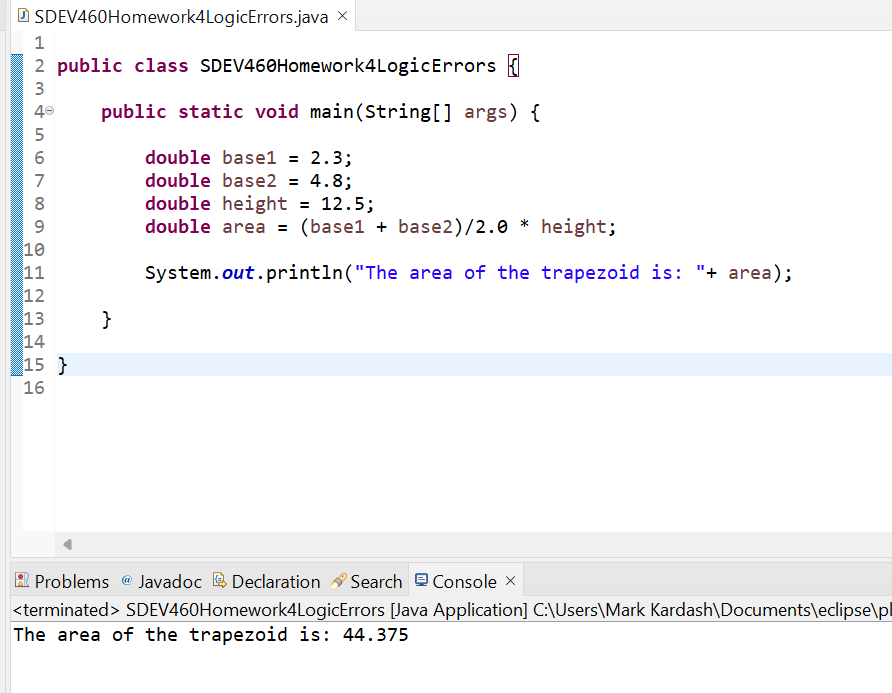 SDEV460Homework4LogicErrors.java ×
1
2 public class SDEV460Homework4LogicErrors {
3
4 public static void main(String[] args) {
5
6 double base1 = 2.3;
7 double base2 = 4.8;
8 double height = 12.5;
9 double area = (base1 + base2)/2.0 * height;
10
11 System.out.println("The area of the trapezoid is: "+ area);
12
13 }
14
15 }
16
Problems @ Javadoc Declaration Search Console ×
<terminated> SDEV460Homework4LogicErrors [Java Application] C:\Users\Mark Kardash\Documents\eclipse\pl
The area of the trapezoid is: 44.375